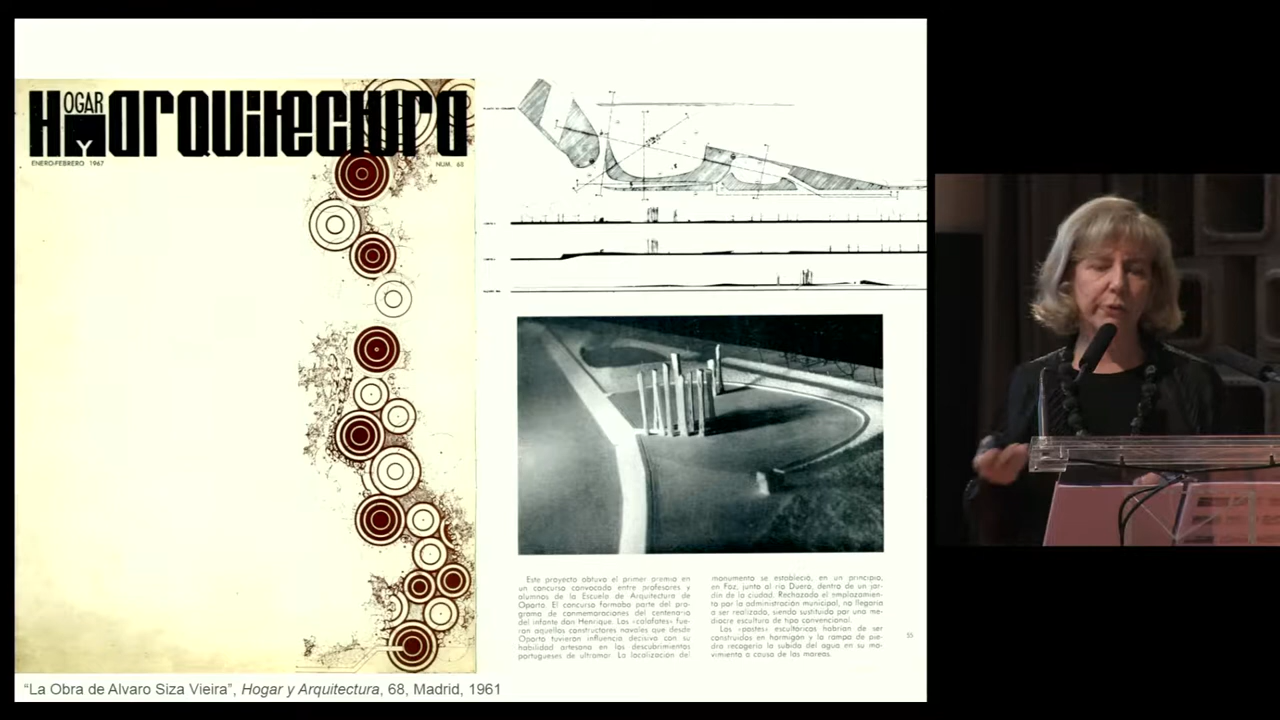 HOGAR Y arquitectura
ENERO-FEBRERO 1967
NUM. 68
Este proyecto obtuvo el primer premio en
un concurso convocado entre profesores y
alumnos de la Escuela de Arquitectura de
Oporto. El concurso formaba parte del pro-
grama de conmemoraciones del centenario
del infante don Henrique. Los «calafates» fue-
ron aquellos constructores navales que desde
Oporto tuvieron influencia decisiva con su
habilidad artesana en los descubrimientos
portugueses de ultramar. La localización del
monumento se estableció, en un principio,
en Foz, junto al río Duero, dentro de un jar-
dín de la ciudad. Rechazado el emplazamien-
to por la administración municipal, no llegaría
a ser realizado, siendo sustituido por una me-
diocre escultura de tipo convencional.
Los «postes» escultóricos habrían de ser
construidos en hormigón y la rampa de pie-
dra recogería la subida del agua en su mo-
vimiento a causa de las mareas.
55
“La Obra de Alvaro Siza Vieira”, Hogar y Arquitectura, 68, Madrid, 1961